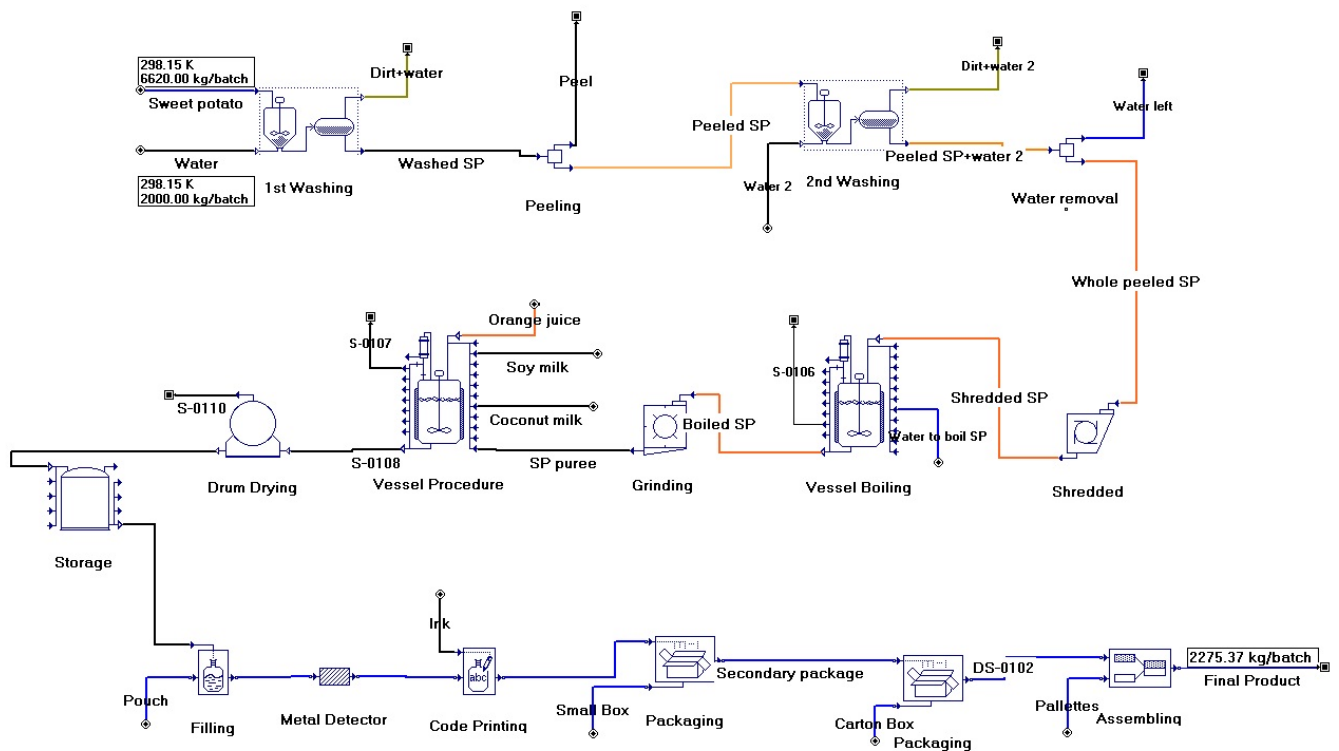 298.15 K
6620.00 kg/batch
Sweet potato
Dirt+water
Peel
Water
298.15 K
2000.00 kg/batch
1st Washing
Washed SP
Peeling
Peeled SP
Water 2
2nd Washing
Dirt+water 2
Peeled SP+water 2
Water left
Water removal
Whole peeled SP
Orange juice
S-0107
Soy milk
Coconut milk
S-0110
S-0108
SP puree
Boiled SP
S-0106
Water to boil SP
Shredded SP
Drum Drying
Vessel Procedure
Grinding
Vessel Boiling
Shredded
Storage
Ink
Pouch
Filling
Metal Detector
Code Printing
Small Box
Packaging
Secondary package
Carton Box
Packaging
DS-0102
Pallettes
Assembling
2275.37 kg/batch
Final Product